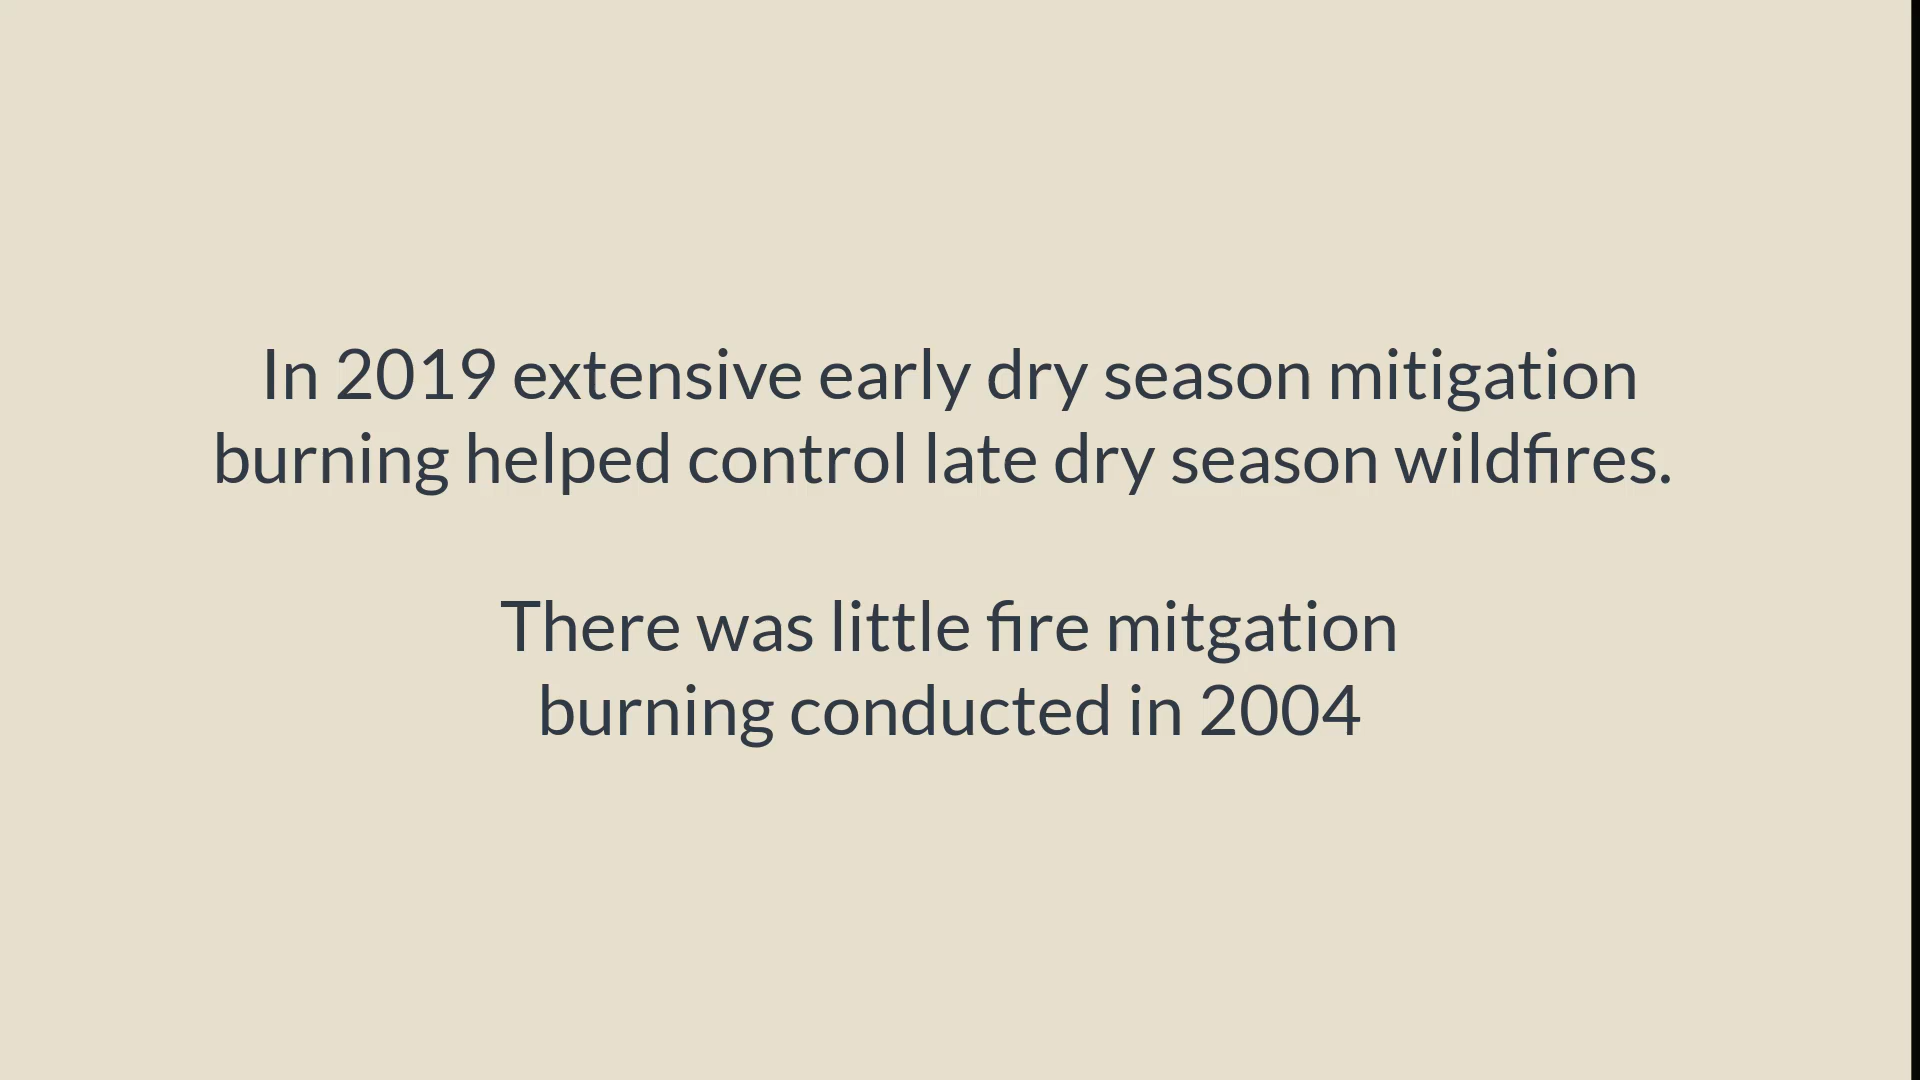 In 2019 extensive early dry season mitigation
burning helped control late dry season wildfires.
There was little fire mitgation
burning conducted in 2004